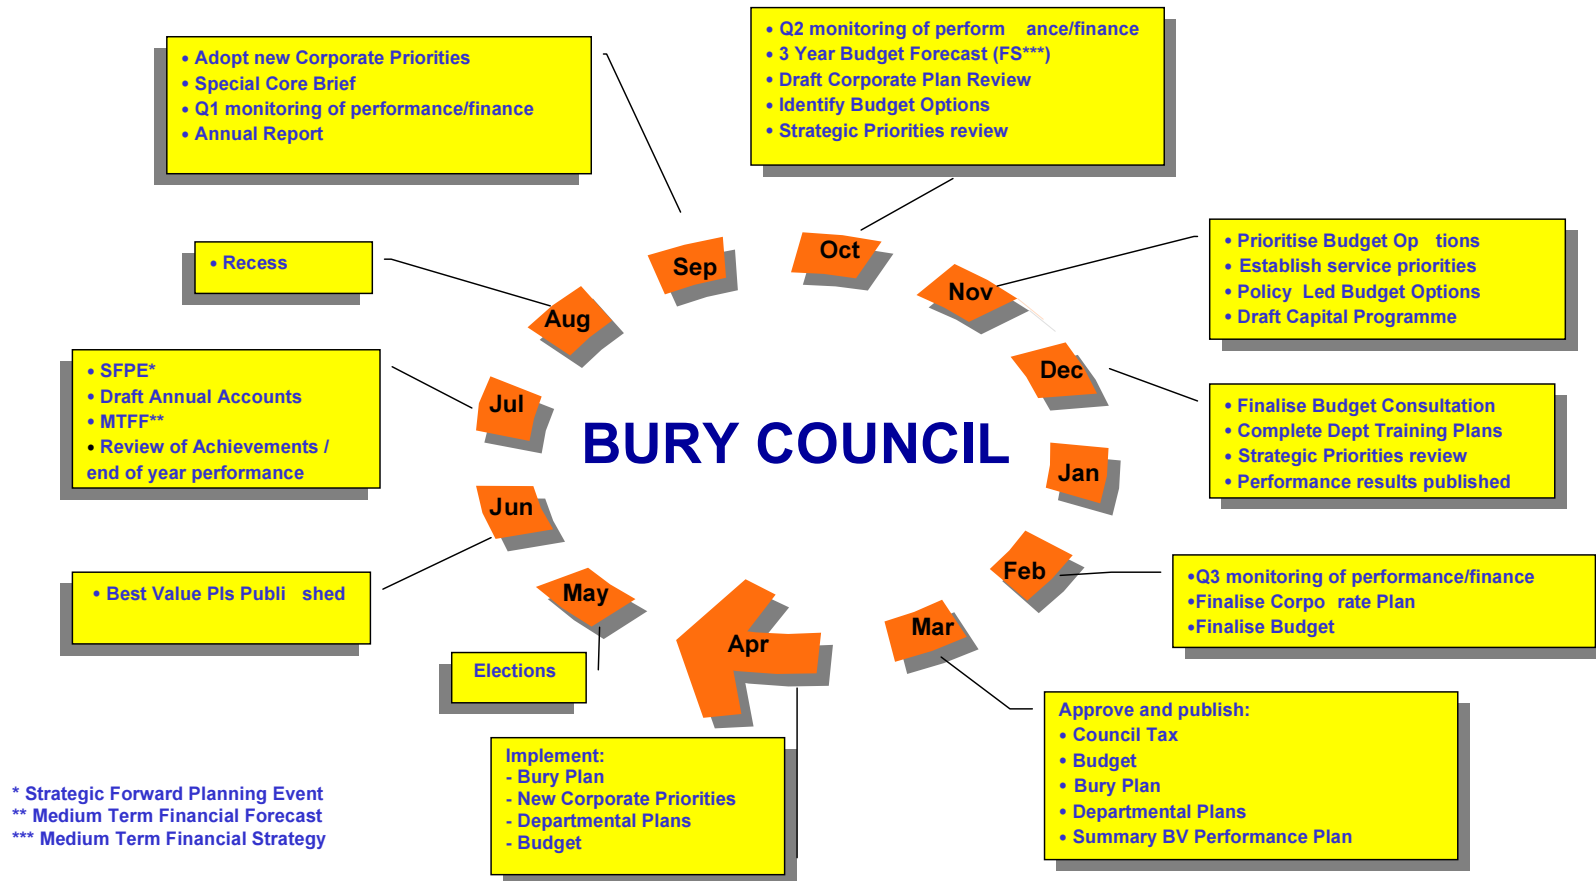 • Adopt new Corporate Priorities
• Special Core Brief
• Q1 monitoring of performance/finance
• Annual Report
• Q2 monitoring of perform ance/finance
• 3 Year Budget Forecast (FS***)
• Draft Corporate Plan Review
• Identify Budget Options
• Strategic Priorities review
• Recess
Sep
Oct
Nov
• Prioritise Budget Op tions
• Establish service priorities
• Policy Led Budget Options
• Draft Capital Programme
Aug
Dec
• SFPE*
• Draft Annual Accounts
• MTFF**
• Review of Achievements /
end of year performance
Jul
BURY COUNCIL
Jan
• Finalise Budget Consultation
• Complete Dept Training Plans
• Strategic Priorities review
• Performance results published
Jun
Feb
• Best Value PIs Publi shed
May
Apr
Mar
•Q3 monitoring of performance/finance
•Finalise Corpo rate Plan
•Finalise Budget
Elections
Implement:
- Bury Plan
- New Corporate Priorities
- Departmental Plans
- Budget
Approve and publish:
• Council Tax
• Budget
• Bury Plan
• Departmental Plans
• Summary BV Performance Plan
* Strategic Forward Planning Event
** Medium Term Financial Forecast
*** Medium Term Financial Strategy